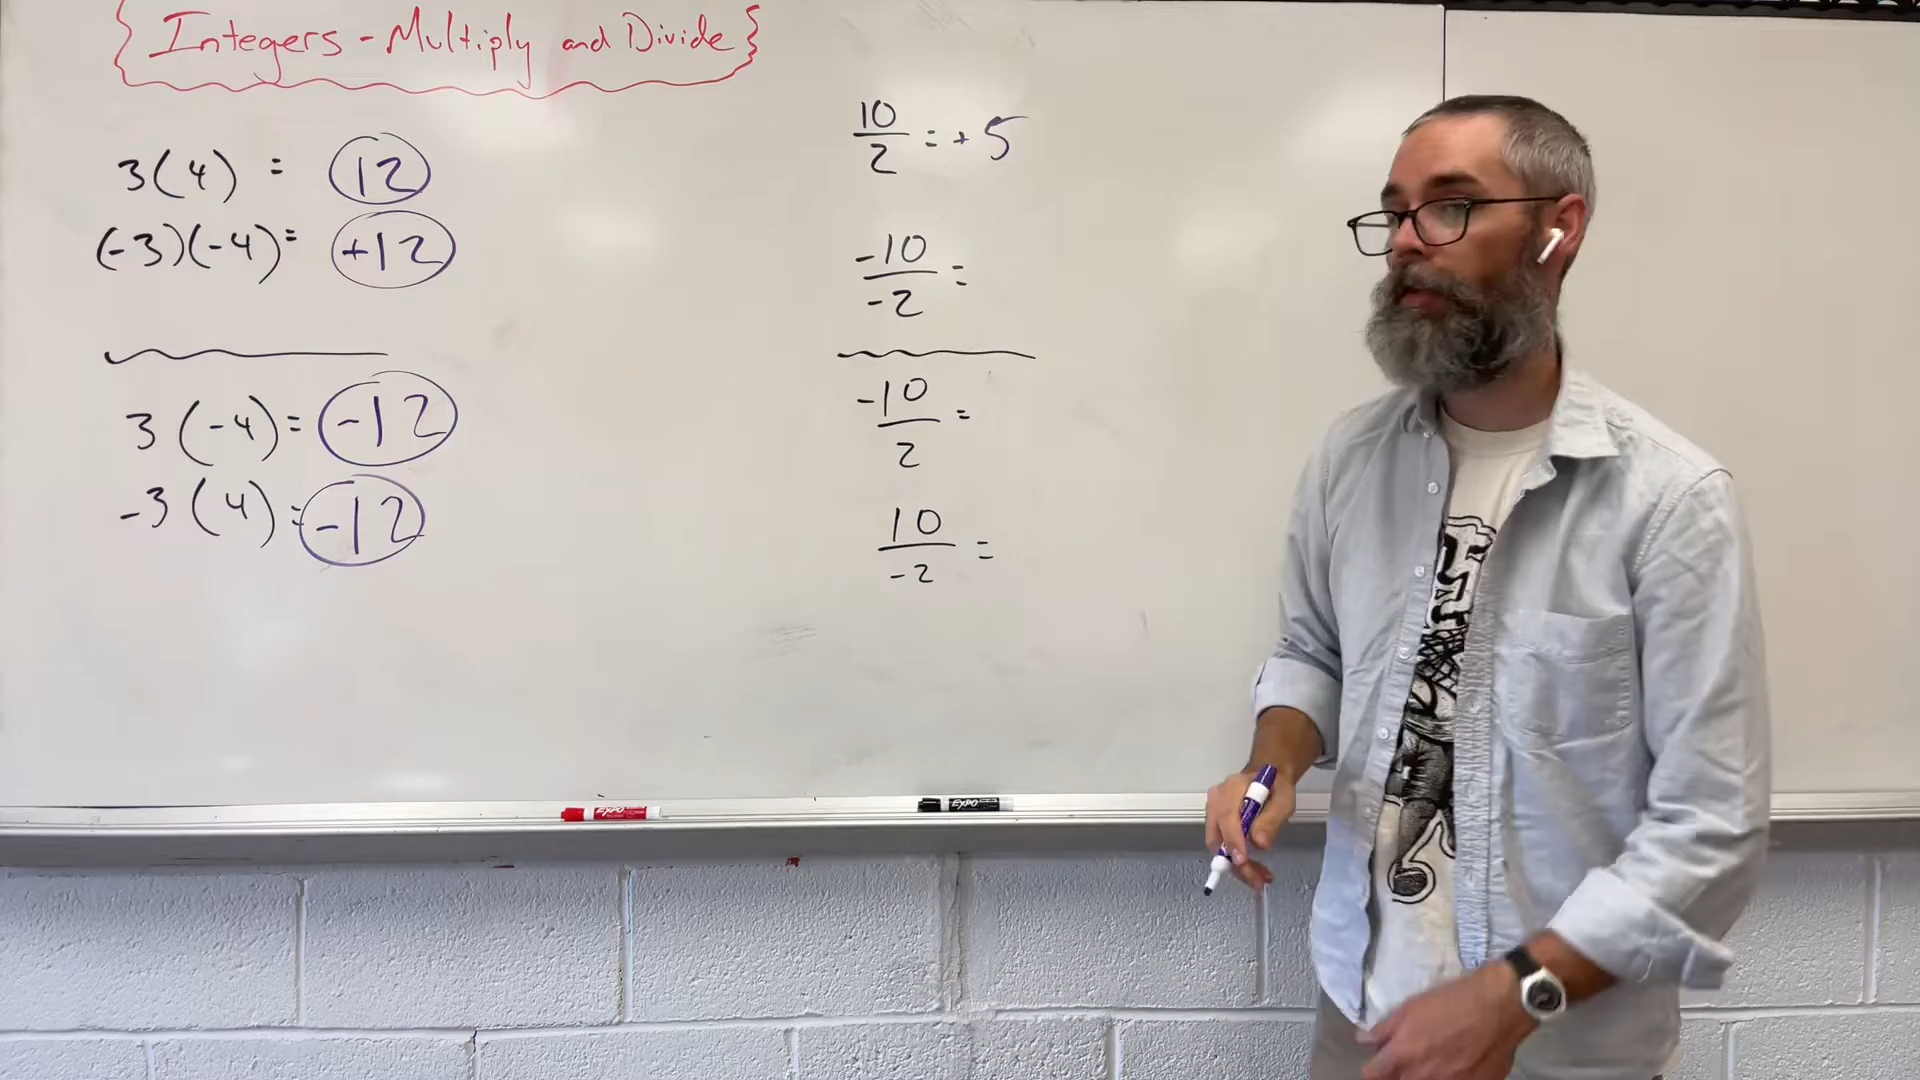 Integers - Multiply and Divide
3(4) = 12
(-3)(-4) = +12
3(-4) = -12
-3(4) = -12
10/2 = +5
-10/-2 =
-10/2 =
10/-2 =
EXPO
EXPO